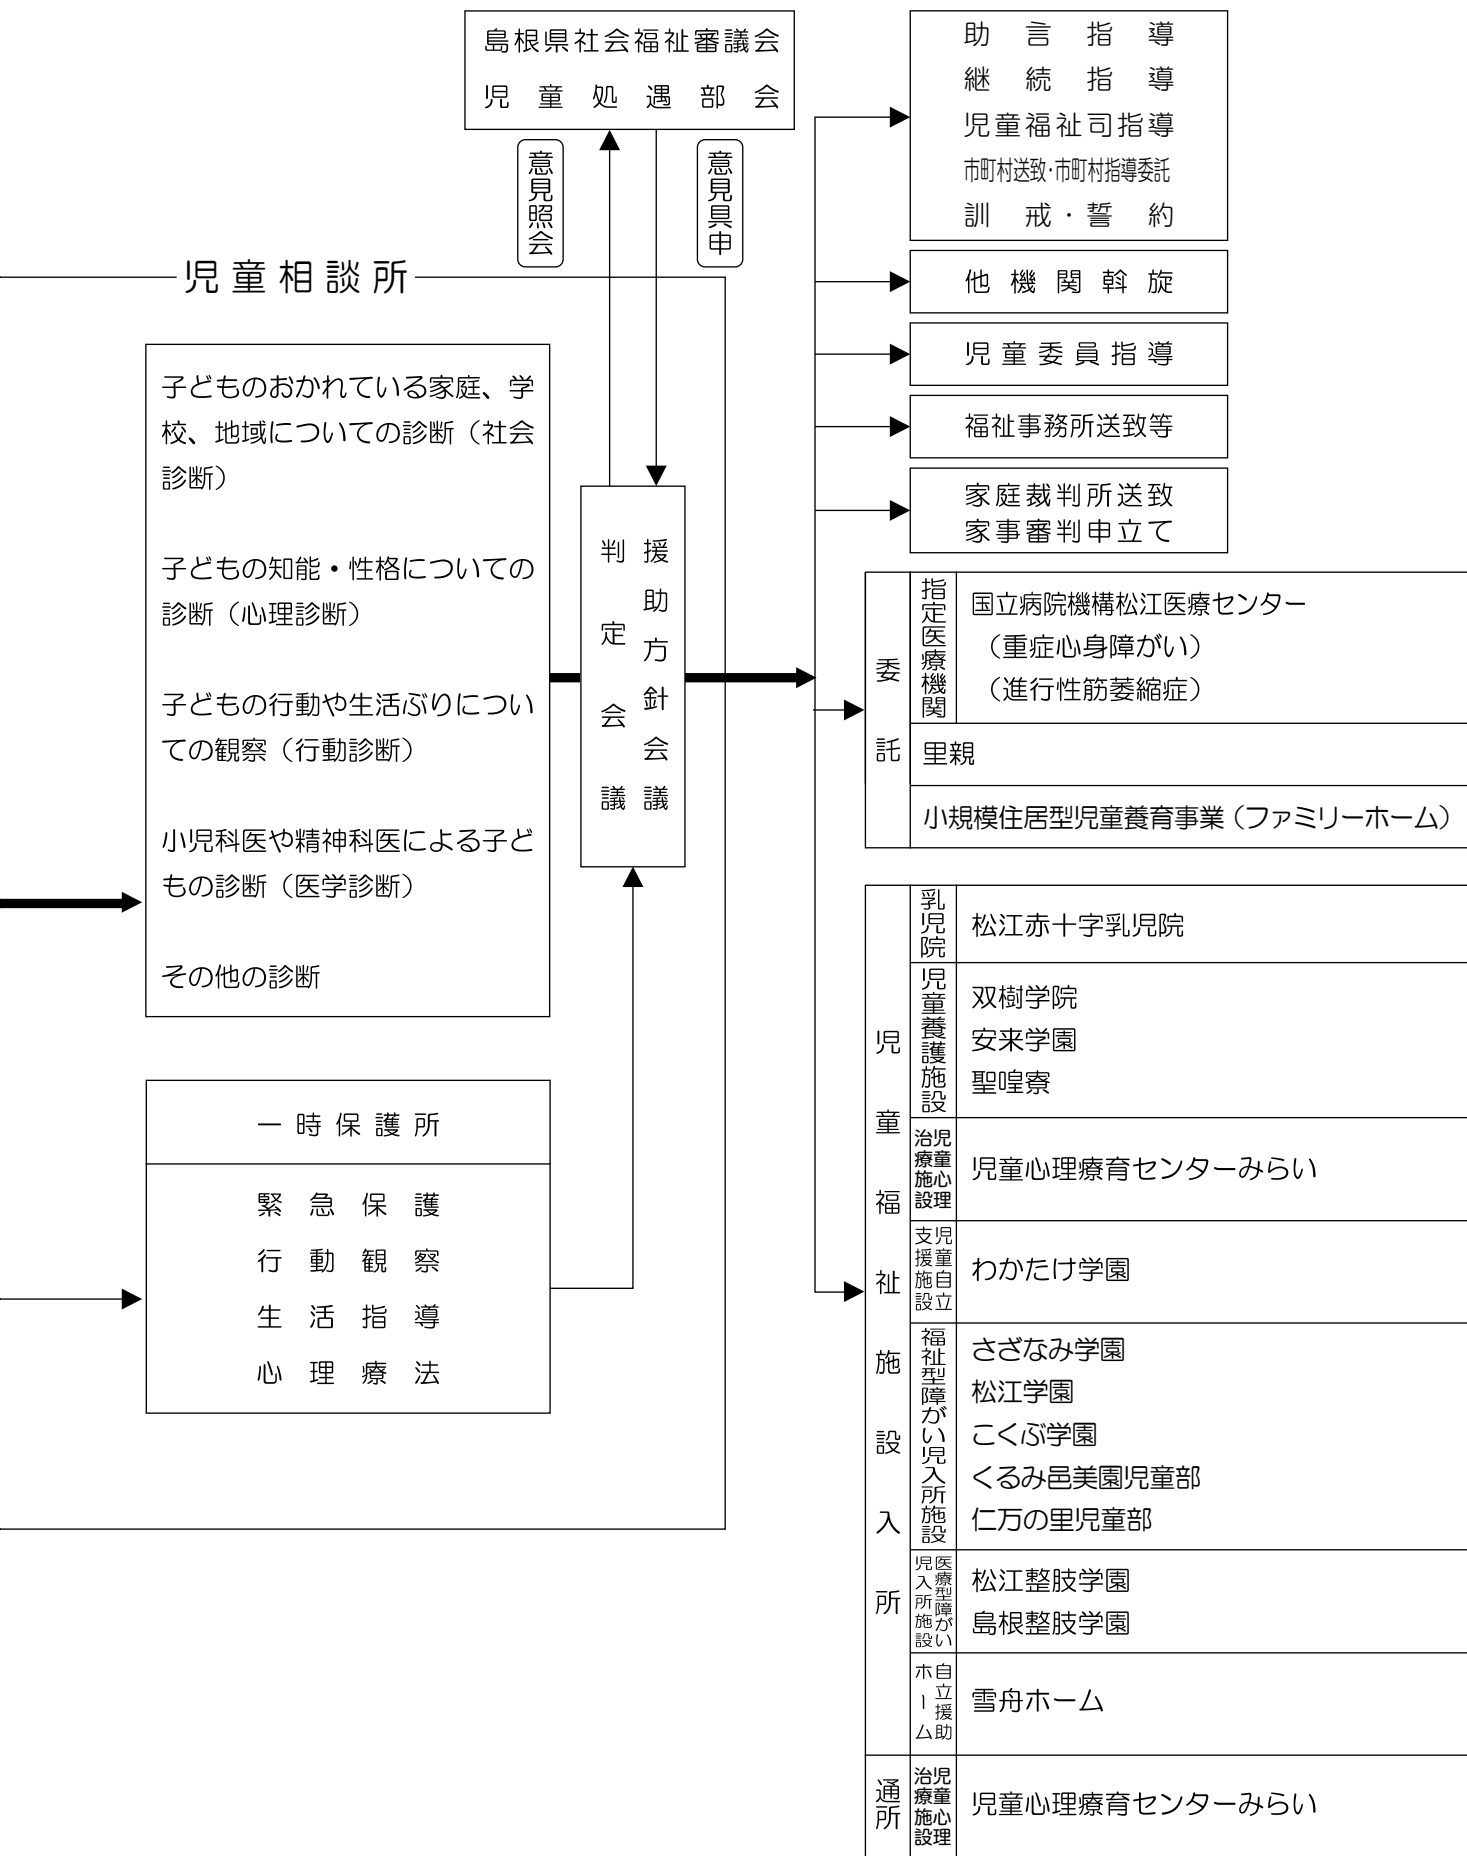 島根県社会福祉審議会
児童処遇部会
意見照会
意見具申
児童相談所
子どものおかれている家庭、学
校、地域についての診断（社会
診断）
子どもの知能・性格についての
診断（心理診断）
子どもの行動や生活ぶりについ
ての観察（行動診断）
小児科医や精神科医による子ど
もの診断（医学診断）
その他の診断
一時保護所
緊急保護
行動観察
生活指導
心理療法
援助方針会議
判定会議
助言指導
継続指導
児童福祉司指導
市町村送致・市町村指導委託
訓戒・誓約
他機関斡旋
児童委員指導
福祉事務所送致等
家庭裁判所送致
家事審判申立て
委託
指定医療機関
国立病院機構松江医療センター
（重症心身障がい）
（進行性筋萎縮症）
里親
小規模住居型児童養育事業（ファミリーホーム）
児童福祉施設入所
乳児院
松江赤十字乳児院
児童養護施設
双樹学院
安来学園
聖喤寮
児童心理
治療施設
児童心理療育センターみらい
児童自立
支援施設
わかたけ学園
福祉型障がい児入所施設
さざなみ学園
松江学園
こくぶ学園
くるみ邑美園児童部
仁万の里児童部
医療型障がい
児入所施設
松江整肢学園
島根整肢学園
自立援助
ホーム
雪舟ホーム
通所
児童心理
治療施設
児童心理療育センターみらい